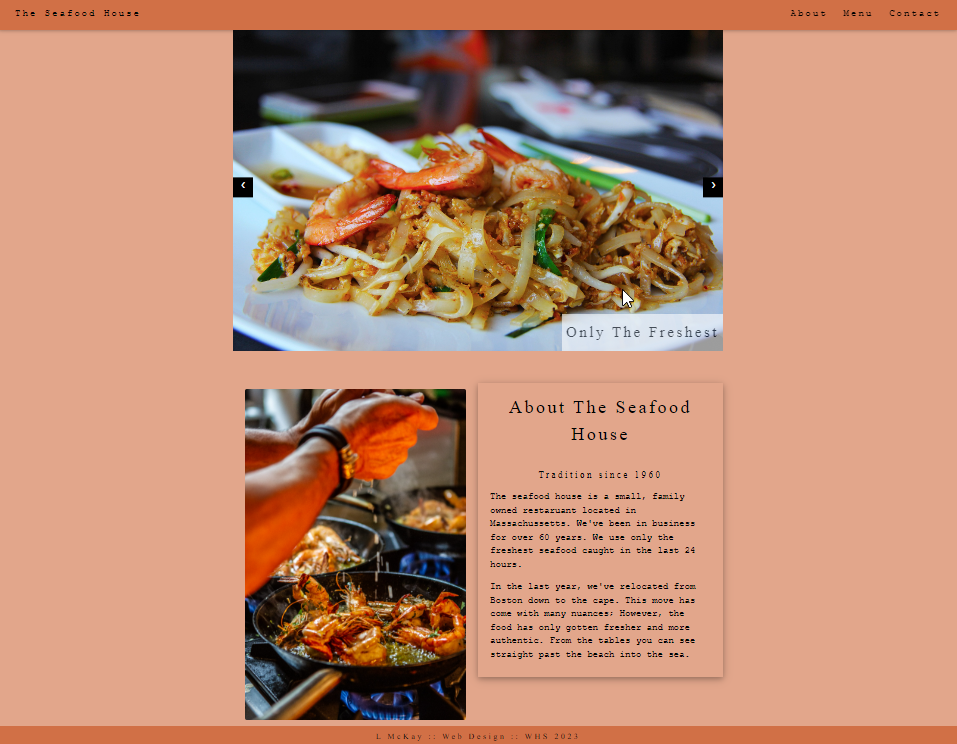 The Seafood House
About Menu Contact
‹ ›
Only The Freshest
About The Seafood
House
Tradition since 1960
The seafood house is a small, family
owned restaruant located in
Massachussetts. We've been in business
for over 60 years. We use only the
freshest seafood caught in the last 24
hours.
In the last year, we've relocated from
Boston down to the cape. This move has
come with many nuances; However, the
food has only gotten fresher and more
authentic. From the tables you can see
straight past the beach into the sea.
L McKay :: Web Design :: WHS 2023